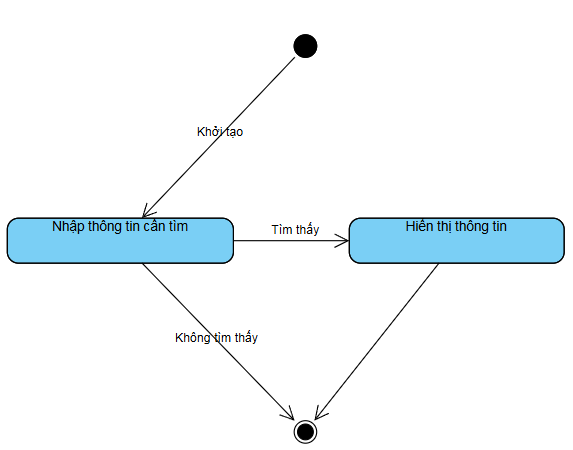 Khởi tạo
Nhập thông tin cần tìm
Tìm thấy
Hiển thị thông tin
Không tìm thấy